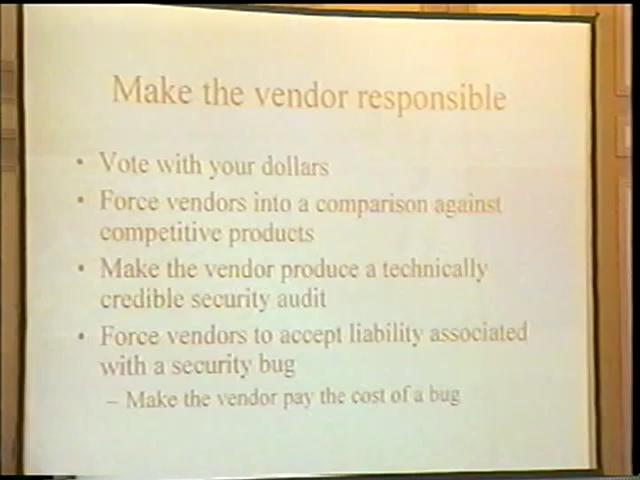 Make the vendor responsible
• Vote with your dollars
• Force vendors into a comparison against
competitive products
• Make the vendor produce a technically
credible security audit
• Force vendors to accept liability associated
with a security bug
– Make the vendor pay the cost of a bug